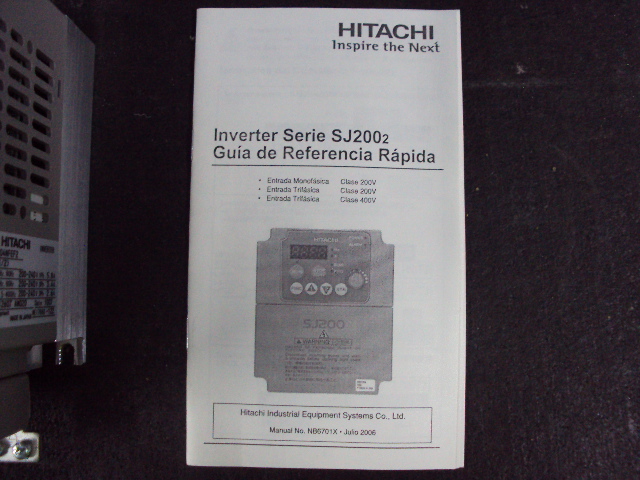 HITACHI
Inspire the Next
Inverter Serie SJ2002
Guía de Referencia Rápida
• Entrada Monofásica Clase 200V
• Entrada Trifásica Clase 200V
• Entrada Trifásica Clase 400V
HITACHI
SJ200
WARNING
Hitachi Industrial Equipment Systems Co., Ltd.
Manual No. NB6701X • Julio 2006
HITACHI